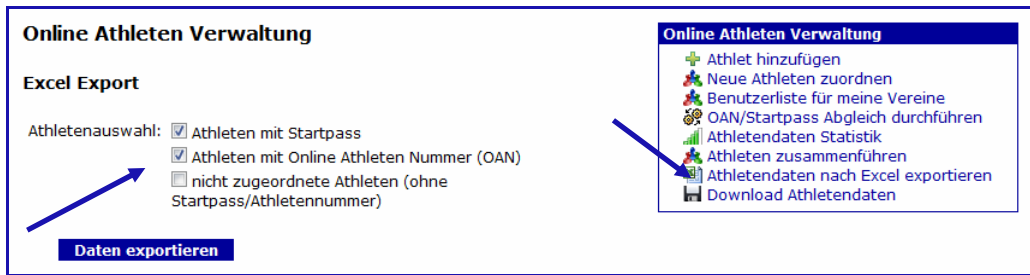 Online Athleten Verwaltung
Excel Export
Athletenauswahl:
Athleten mit Startpass
Athleten mit Online Athleten Nummer (OAN)
nicht zugeordnete Athleten (ohne
Startpass/Athletennummer)
Daten exportieren
Online Athleten Verwaltung
Athlet hinzufügen
Neue Athleten zuordnen
Benutzerliste für meine Vereine
OAN/Startpass Abgleich durchführen
Athletendaten Statistik
Athleten zusammenführen
Athletendaten nach Excel exportieren
Download Athletendaten